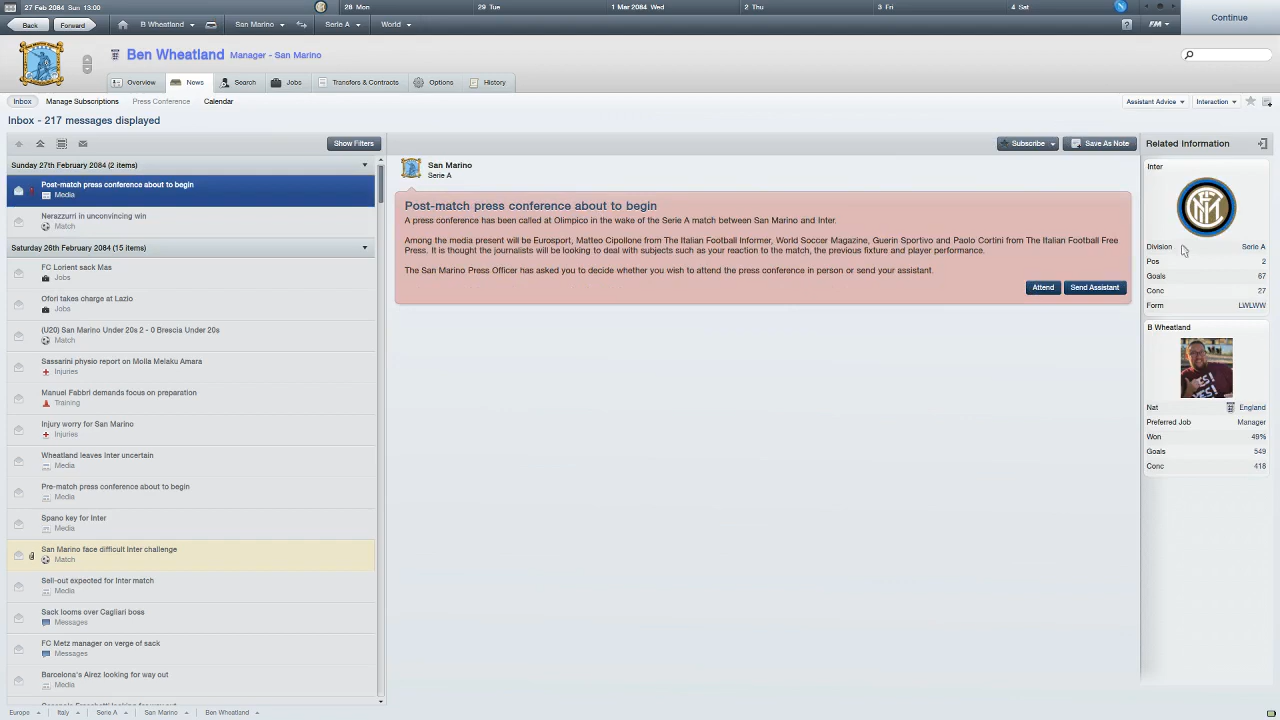 27 Feb 2084 Sun 13:00
28 Mon
29 Tue
1 Mar 2084 Wed
2 Thu
3 Fri
4 Sat
Back
Forward
B Wheatland
San Marino
Serie A
World
?
FM
Continue
Ben Wheatland Manager - San Marino
Overview
News
Search
Jobs
Transfers & Contracts
Options
History
Inbox
Manage Subscriptions
Press Conference
Calendar
Assistant Advice
Interaction
Inbox - 217 messages displayed
Show Filters
Sunday 27th February 2084 (2 items)
Post-match press conference about to begin
Media
Nerazzurri in unconvincing win
Match
Saturday 26th February 2084 (15 items)
FC Lorient sack Mas
Jobs
Ofori takes charge at Lazio
Jobs
(U20) San Marino Under 20s 2 - 0 Brescia Under 20s
Match
Sassarini physio report on Molla Melaku Amara
Injuries
Manuel Fabbri demands focus on preparation
Training
Injury worry for San Marino
Injuries
Wheatland leaves Inter uncertain
Media
Pre-match press conference about to begin
Media
Spano key for Inter
Media
San Marino face difficult Inter challenge
Match
Sell-out expected for Inter match
Media
Sack looms over Cagliari boss
Messages
FC Metz manager on verge of sack
Messages
Barcelona's Airez looking for way out
Media
San Marino
Serie A
Subscribe
Save As Note
Post-match press conference about to begin
A press conference has been called at Olimpico in the wake of the Serie A match between San Marino and Inter.
Among the media present will be Eurosport, Matteo Cipollone from The Italian Football Informer, World Soccer Magazine, Guerin Sportivo and Paolo Cortini from The Italian Football Free
Press. It is thought the journalists will be looking to deal with subjects such as your reaction to the match, the previous fixture and player performance.
The San Marino Press Officer has asked you to decide whether you wish to attend the press conference in person or send your assistant.
Attend
Send Assistant
Related Information
Inter
Division Serie A
Pos 2
Goals 67
Conc 27
Form LWLWW
B Wheatland
Nat England
Preferred Job Manager
Won 49%
Goals 549
Conc 418
Europe
Italy
Serie A
San Marino
Ben Wheatland